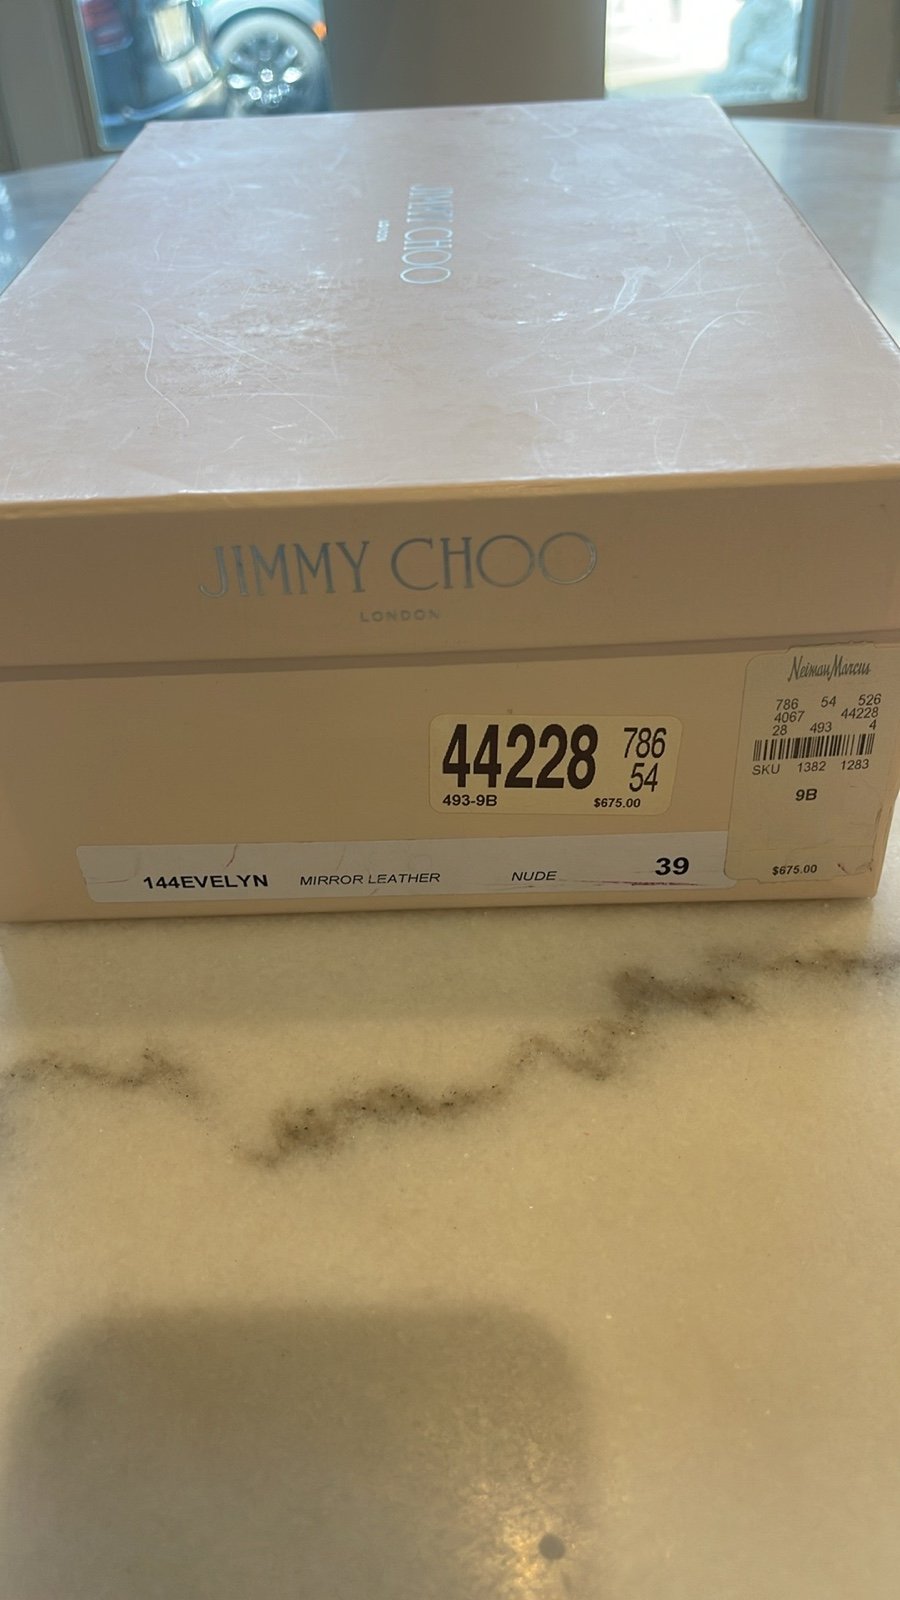 JIMMY CHOO
LONDON
JIMMY CHOO
LONDON
Neiman Marcus
786 54 526
4067 44228
28 493 4
SKU 1382 1283
9B
$675.00
44228 786
54
493-9B $675.00
144EVELYN MIRROR LEATHER NUDE 39